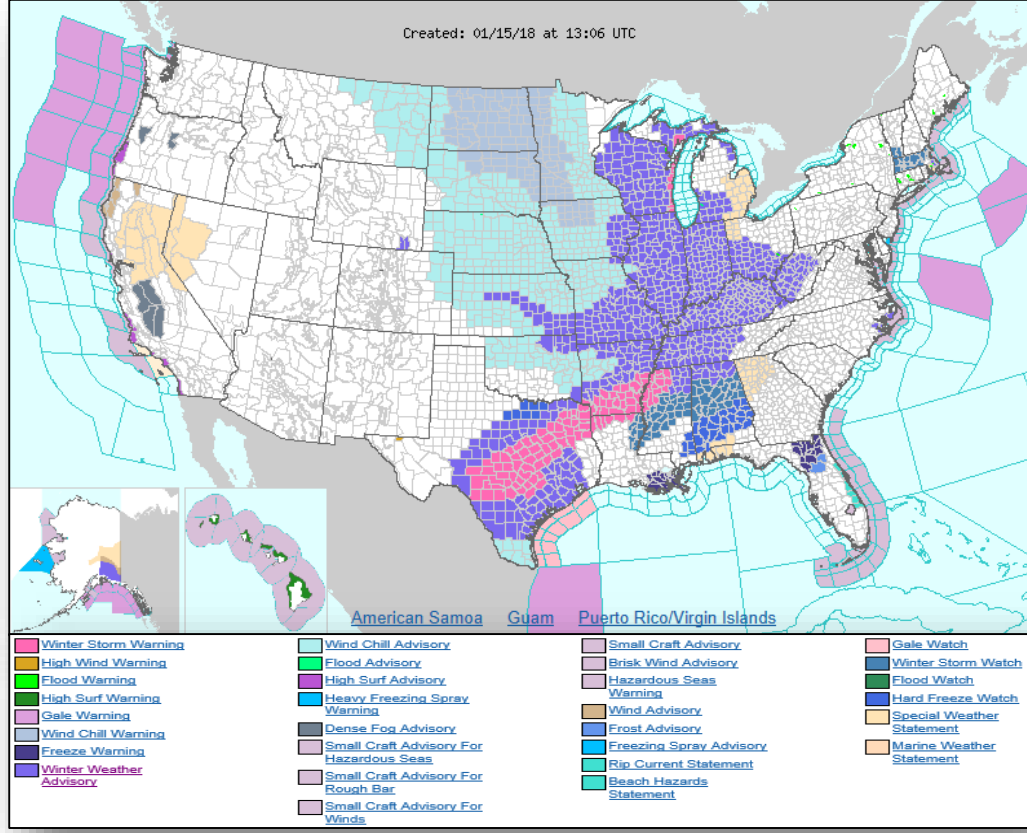 Created: 01/15/18 at 13:06 UTC
American Samoa Guam Puerto Rico/Virgin Islands
Winter Storm Warning
High Wind Warning
Flood Warning
High Surf Warning
Gale Warning
Wind Chill Warning
Freeze Warning
Winter Weather
Advisory
Wind Chill Advisory
Flood Advisory
High Surf Advisory
Heavy Freezing Spray
Warning
Dense Fog Advisory
Small Craft Advisory For
Hazardous Seas
Small Craft Advisory For
Rough Bar
Small Craft Advisory For
Winds
Small Craft Advisory
Brisk Wind Advisory
Hazardous Seas
Warning
Wind Advisory
Frost Advisory
Freezing Spray Advisory
Rip Current Statement
Beach Hazards
Statement
Gale Watch
Winter Storm Watch
Flood Watch
Hard Freeze Watch
Special Weather
Statement
Marine Weather
Statement